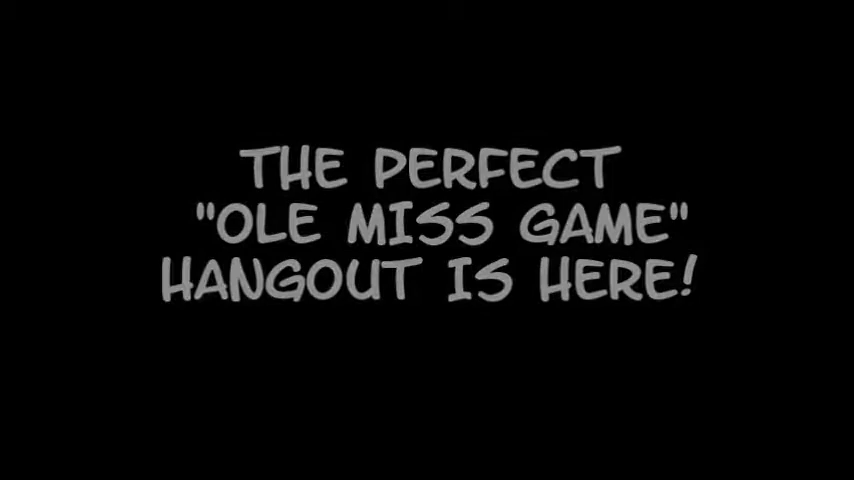 THE PERFECT
"OLE MISS GAME"
HANGOUT IS HERE!